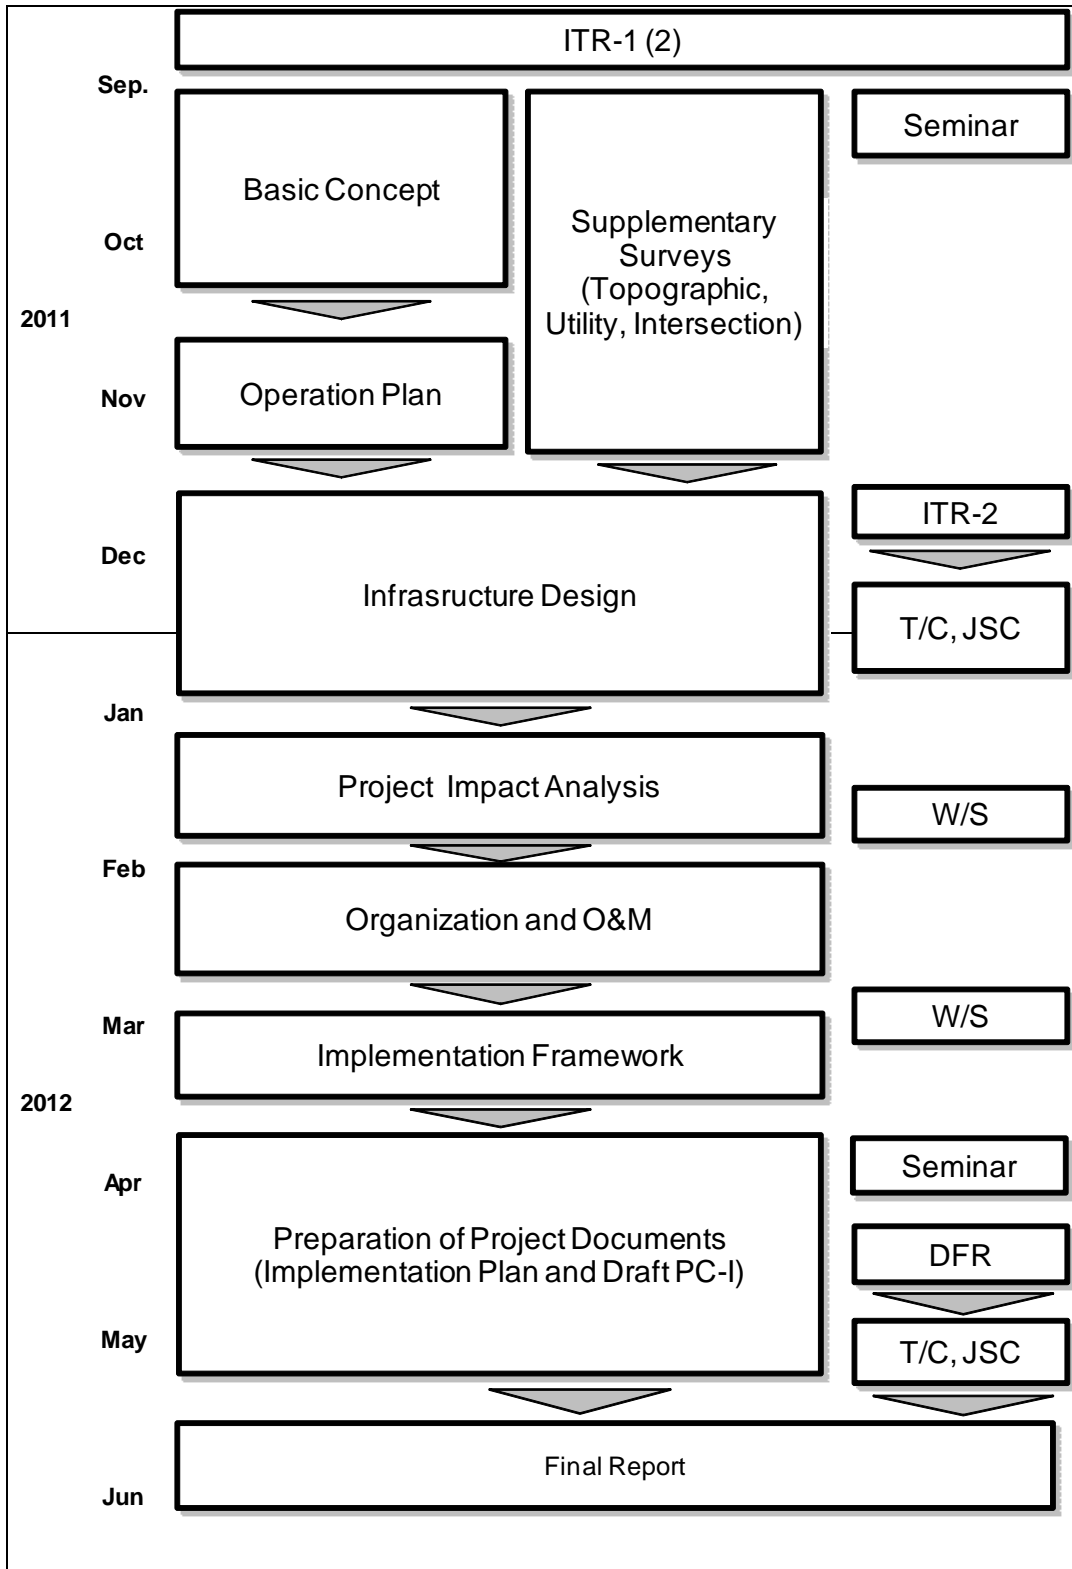 ITR-1 (2)
Sep.
Seminar
Basic Concept
Supplementary
Surveys
(Topographic,
Utility, Intersection)
Oct
2011
Operation Plan
Nov
ITR-2
Dec
Infrasructure Design
T/C, JSC
Jan
Project Impact Analysis
W/S
Feb
Organization and O&M
W/S
Mar
Implementation Framework
2012
Seminar
Apr
Preparation of Project Documents
(Implementation Plan and Draft PC-I)
DFR
May
T/C, JSC
Final Report
Jun